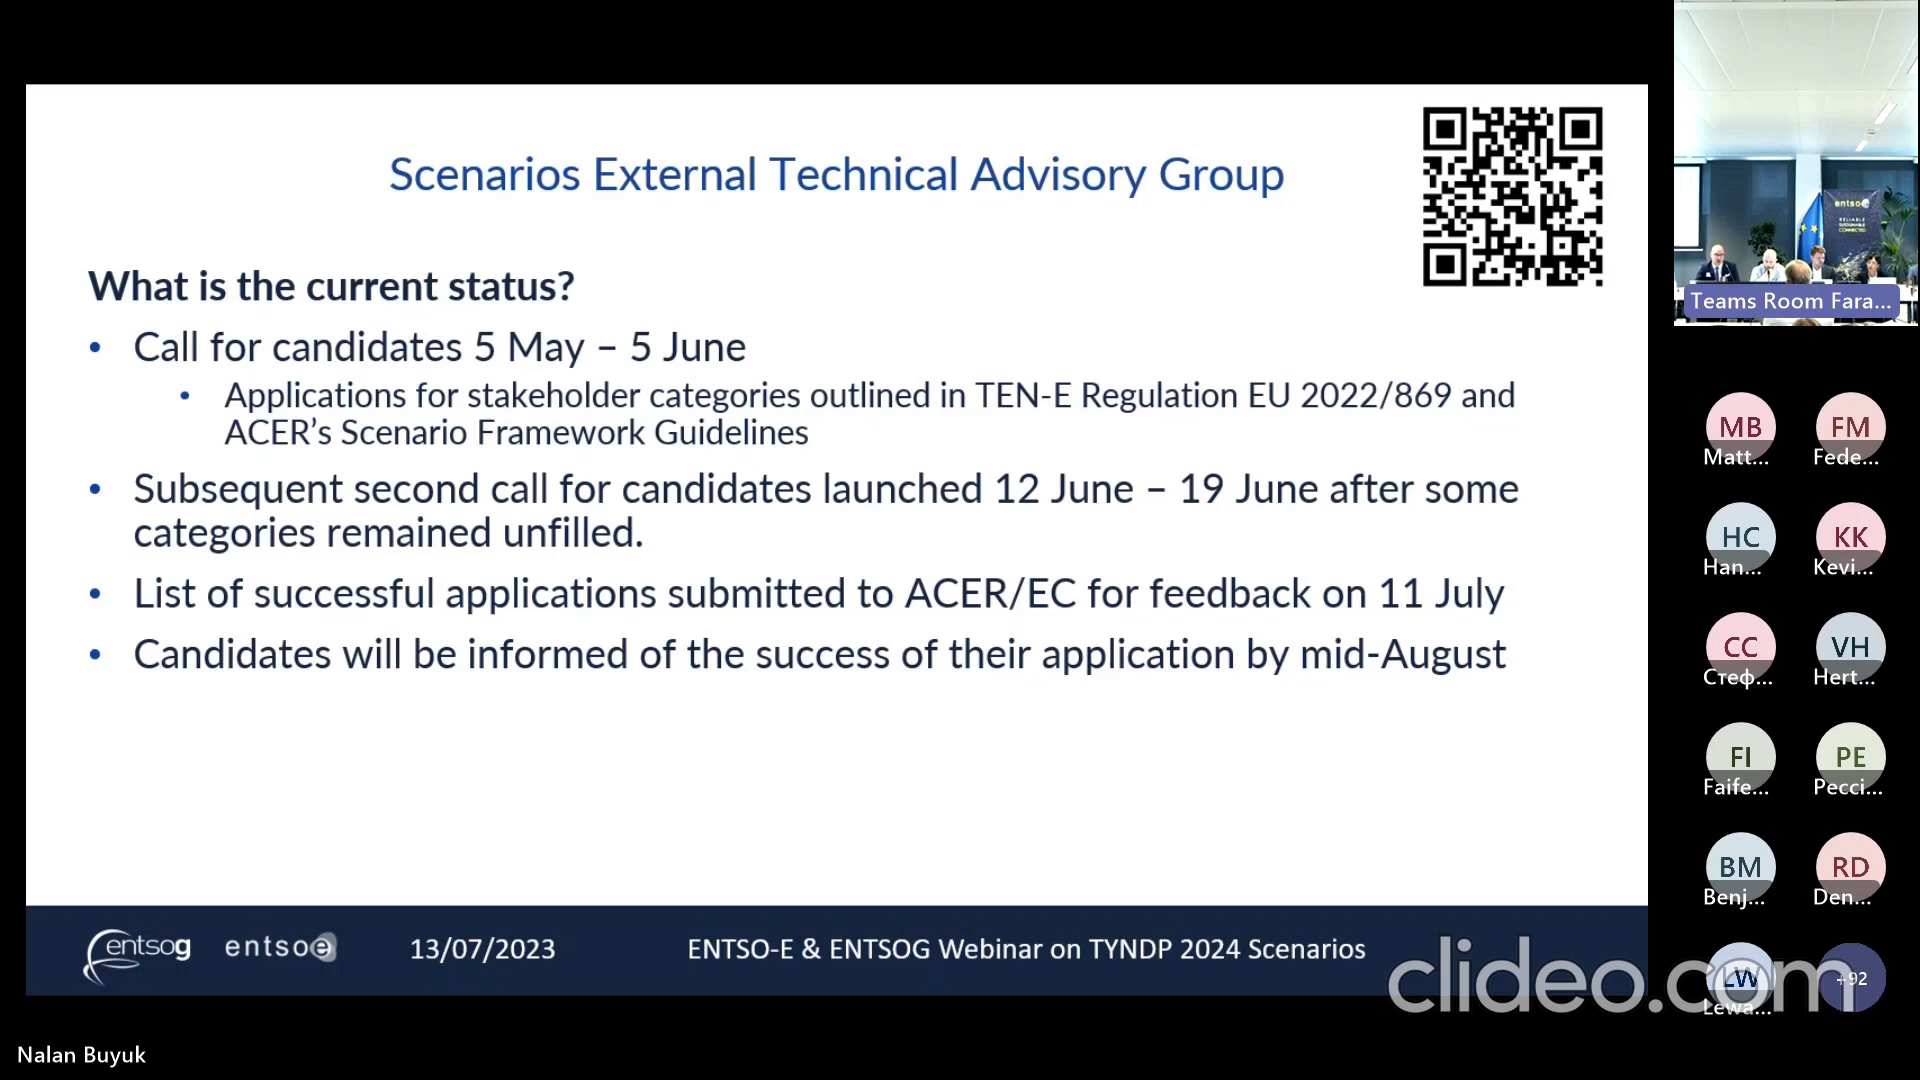 Scenarios External Technical Advisory Group
What is the current status?
• Call for candidates 5 May – 5 June
• Applications for stakeholder categories outlined in TEN-E Regulation EU 2022/869 and
ACER's Scenario Framework Guidelines
• Subsequent second call for candidates launched 12 June – 19 June after some
categories remained unfilled.
• List of successful applications submitted to ACER/EC for feedback on 11 July
• Candidates will be informed of the success of their application by mid-August
entsog
entsoe
13/07/2023
ENTSO-E & ENTSOG Webinar on TYNDP 2024 Scenarios
clideo.com
Nalan Buyuk
entsoe
RELIABLE
SUSTAINABLE
CONNECTED
Teams Room Fara...
MB
FM
Matt...
Fede...
HC
KK
Han...
Kevi...
СС
VH
Стеф...
Hert...
FI
PE
Faife...
Pecci...
BM
RD
Benj...
Den...
LW
+92
Lewa...